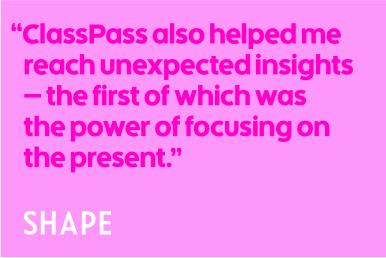 “ClassPass also helped me
reach unexpected insights
– the first of which was
the power of focusing on
the present.”
SHAPE